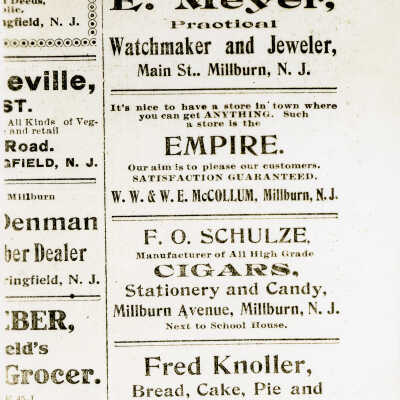 Deeds,
ngfield, N. J.
eville,
ST.
All Kinds of Veg-
and retail
Road.
GFIELD, N. J.
Millburn
Denman
ber Dealer
ringfield, N. J.
EBER,
eld's
Grocer.
E. Meyer,
Practical
Watchmaker and Jeweler,
Main St.. Millburn, N. J.
It's nice to have a store in town where
you can get ANYTHING. Such
a store is the
EMPIRE.
Our aim is to please our customers.
SATISFACTION GUARANTEED.
W. W. & W. E. McCOLLUM, Millburn, N. J.
F. O. SCHULZE,
Manufacturer of All High Grade
CIGARS,
Stationery and Candy,
Millburn Avenue, Millburn, N. J.
Next to School House.
Fred Knoller,
Bread, Cake, Pie and